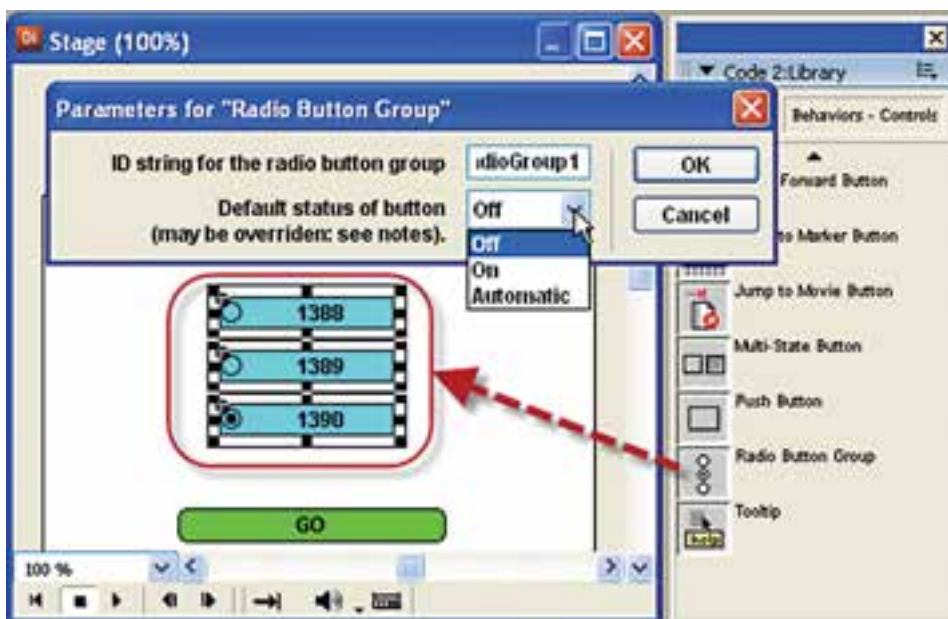 Di Stage (100%)
Code 2:Library
Parameters for "Radio Button Group"
ID string for the radio button group
dioGroup1
OK
Default status of button
(may be overriden: see notes).
Off
Cancel
Off
On
Automatic
1388
1389
1390
GO
100 %
Behaviors - Controls
Forward Button
to Marker Button
Jump to Movie Button
Multi-State Button
Push Button
Radio Button Group
Tooltip
help